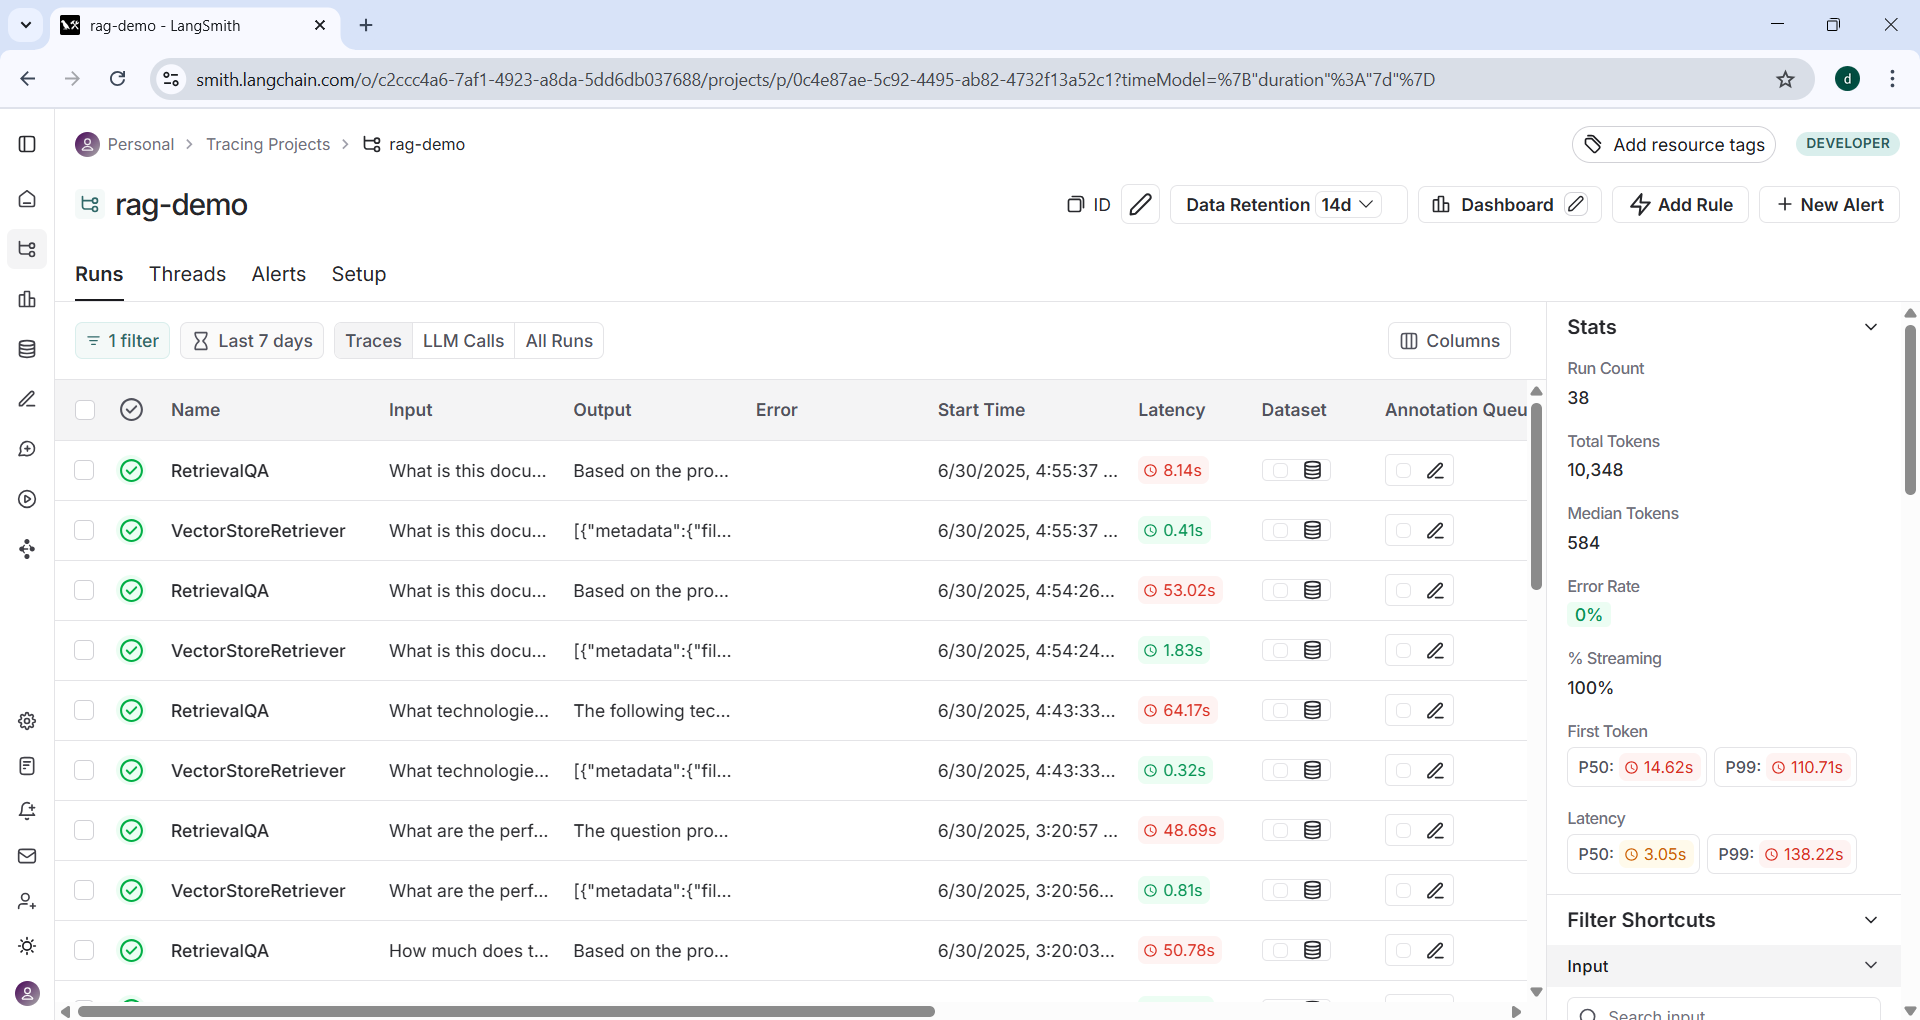 rag-demo - LangSmith
smith.langchain.com/o/c2ccc4a6-7af1-4923-a8da-5dd6db037688/projects/p/0c4e87ae-5c92-4495-ab82-4732f13a52c1?timeModel=%7B"duration"%3A"7d"%7D
d
Personal > Tracing Projects > rag-demo
Add resource tags
DEVELOPER
rag-demo
ID
Data Retention 14d
Dashboard
Add Rule
+ New Alert
Runs Threads Alerts Setup
1 filter
Last 7 days
Traces LLM Calls All Runs
Columns
Name Input Output Error Start Time Latency Dataset Annotation Queu
RetrievalQA What is this docu... Based on the pro... 6/30/2025, 4:55:37 ... 8.14s
VectorStoreRetriever What is this docu... [{"metadata":{"fil... 6/30/2025, 4:55:37 ... 0.41s
RetrievalQA What is this docu... Based on the pro... 6/30/2025, 4:54:26... 53.02s
VectorStoreRetriever What is this docu... [{"metadata":{"fil... 6/30/2025, 4:54:24... 1.83s
RetrievalQA What technologie... The following tec... 6/30/2025, 4:43:33... 64.17s
VectorStoreRetriever What technologie... [{"metadata":{"fil... 6/30/2025, 4:43:33... 0.32s
RetrievalQA What are the perf... The question pro... 6/30/2025, 3:20:57 ... 48.69s
VectorStoreRetriever What are the perf... [{"metadata":{"fil... 6/30/2025, 3:20:56... 0.81s
RetrievalQA How much does t... Based on the pro... 6/30/2025, 3:20:03... 50.78s
Stats
Run Count
38
Total Tokens
10,348
Median Tokens
584
Error Rate
0%
% Streaming
100%
First Token
P50: 14.62s P99: 110.71s
Latency
P50: 3.05s P99: 138.22s
Filter Shortcuts
Input
Search input